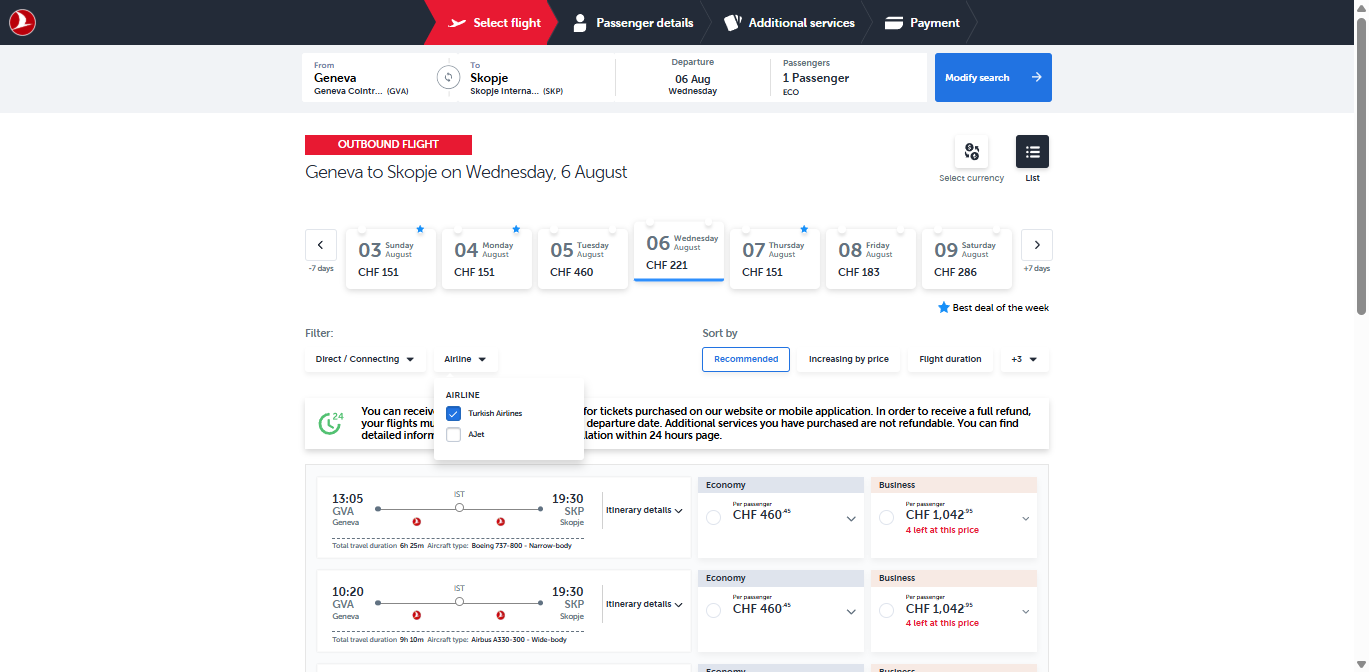 Select flight
Passenger details
Additional services
Payment
From
Geneva
Geneva Cointr... (GVA)
To
Skopje
Skopje Interna... (SKP)
Departure
06 Aug
Wednesday
Passengers
1 Passenger
ECO
Modify search
OUTBOUND FLIGHT
Geneva to Skopje on Wednesday, 6 August
Select currency
List
-7 days
03 Sunday August
CHF 151
04 Monday August
CHF 151
05 Tuesday August
CHF 460
06 Wednesday August
CHF 221
07 Thursday August
CHF 151
08 Friday August
CHF 183
09 Saturday August
CHF 286
+7 days
Best deal of the week
Filter:
Sort by
Direct / Connecting
Airline
Recommended
Increasing by price
Flight duration
+3
AIRLINE
Turkish Airlines
AJet
24
You can receiv for tickets purchased on our website or mobile application. In order to receive a full refund,
your flights mu departure date. Additional services you have purchased are not refundable. You can find
detailed inform lation within 24 hours page.
13:05
GVA
Geneva
IST
19:30
SKP
Skopje
Itinerary details
Total travel duration 6h 25m Aircraft type: Boeing 737-800 - Narrow-body
Economy
Per passenger
CHF 460.45
Business
Per passenger
CHF 1,042.95
4 left at this price
10:20
GVA
Geneva
IST
19:30
SKP
Skopje
Itinerary details
Total travel duration 9h 10m Aircraft type: Airbus A330-300 - Wide-body
Economy
Per passenger
CHF 460.45
Business
Per passenger
CHF 1,042.95
4 left at this price
Economy
Business